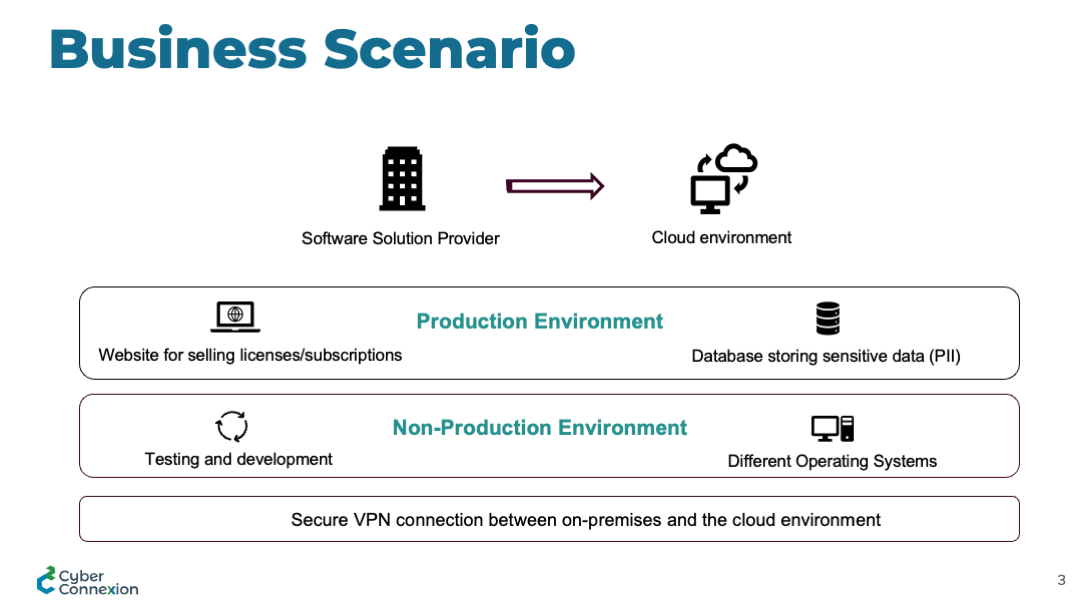 Business Scenario
Software Solution Provider
Cloud environment
Production Environment
Website for selling licenses/subscriptions
Database storing sensitive data (PII)
Non-Production Environment
Testing and development
Different Operating Systems
Secure VPN connection between on-premises and the cloud environment
Cyber
Connexion
3